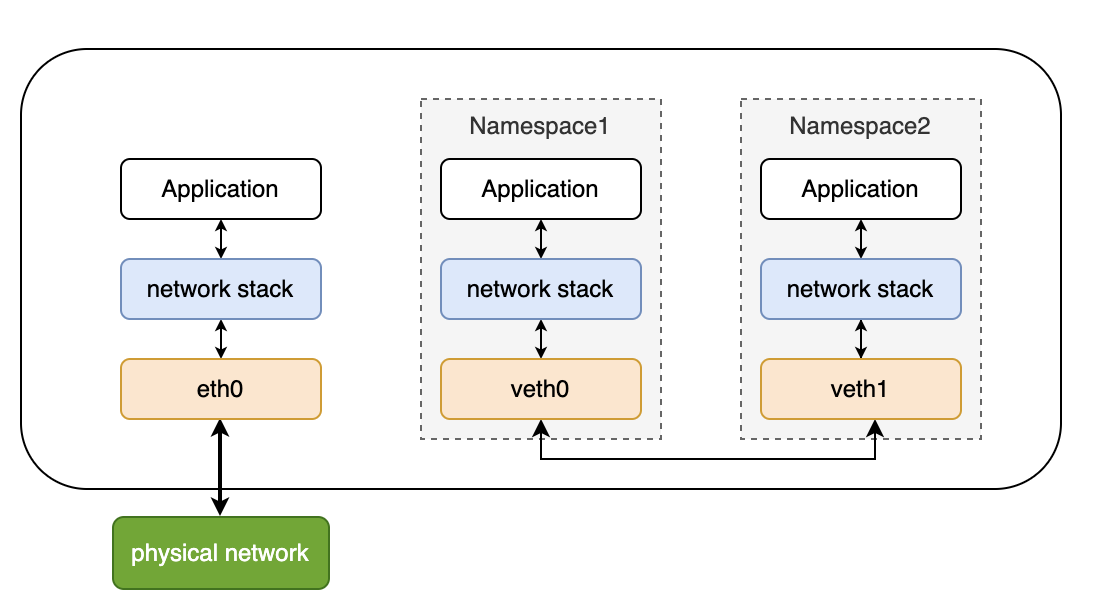 Namespace1
Namespace2
Application
Application
Application
network stack
network stack
network stack
eth0
veth0
veth1
physical network